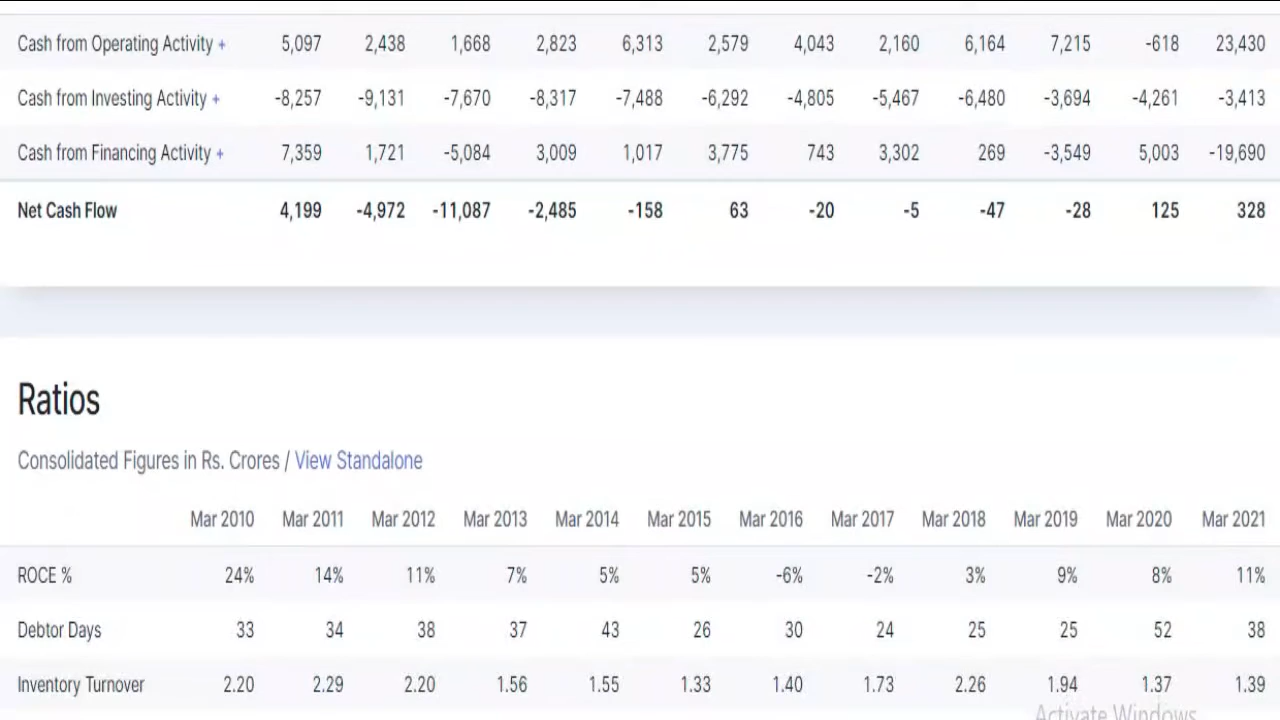 Cash from Operating Activity + 5,097 2,438 1,668 2,823 6,313 2,579 4,043 2,160 6,164 7,215 -618 23,430
Cash from Investing Activity + -8,257 -9,131 -7,670 -8,317 -7,488 -6,292 -4,805 -5,467 -6,480 -3,694 -4,261 -3,413
Cash from Financing Activity + 7,359 1,721 -5,084 3,009 1,017 3,775 743 3,302 269 -3,549 5,003 -19,690
Net Cash Flow 4,199 -4,972 -11,087 -2,485 -158 63 -20 -5 -47 -28 125 328
Ratios
Consolidated Figures in Rs. Crores / View Standalone
Mar 2010 Mar 2011 Mar 2012 Mar 2013 Mar 2014 Mar 2015 Mar 2016 Mar 2017 Mar 2018 Mar 2019 Mar 2020 Mar 2021
ROCE % 24% 14% 11% 7% 5% 5% -6% -2% 3% 9% 8% 11%
Debtor Days 33 34 38 37 43 26 30 24 25 25 52 38
Inventory Turnover 2.20 2.29 2.20 1.56 1.55 1.33 1.40 1.73 2.26 1.94 1.37 1.39
Activate Windows